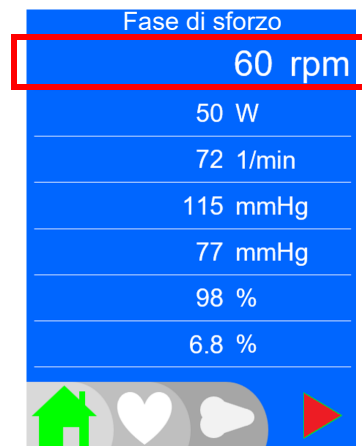 Fase di sforzo
60 rpm
50 W
72 1/min
115 mmHg
77 mmHg
98 %
6.8 %